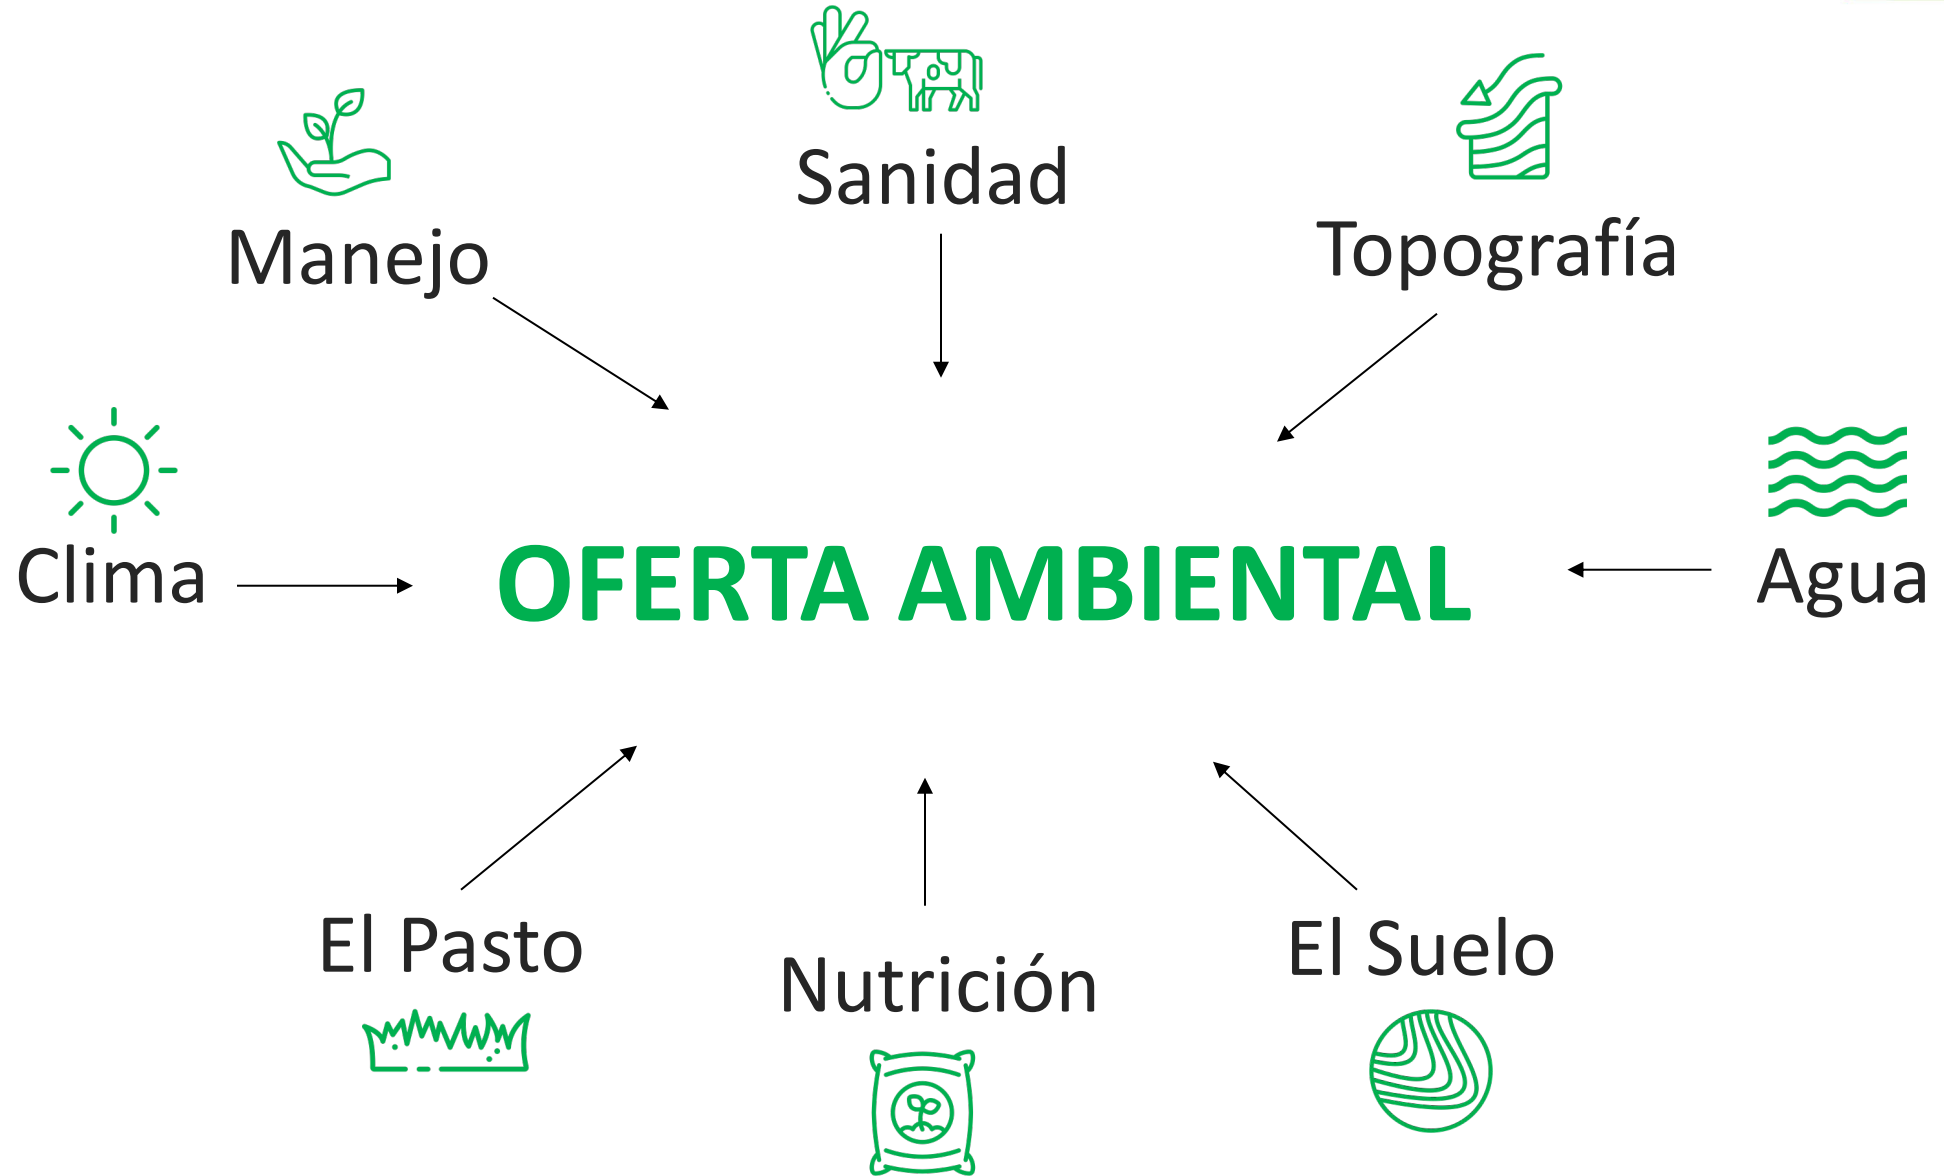 Sanidad
Manejo
Topografía
Clima
OFERTA AMBIENTAL
Agua
El Pasto
Nutrición
El Suelo